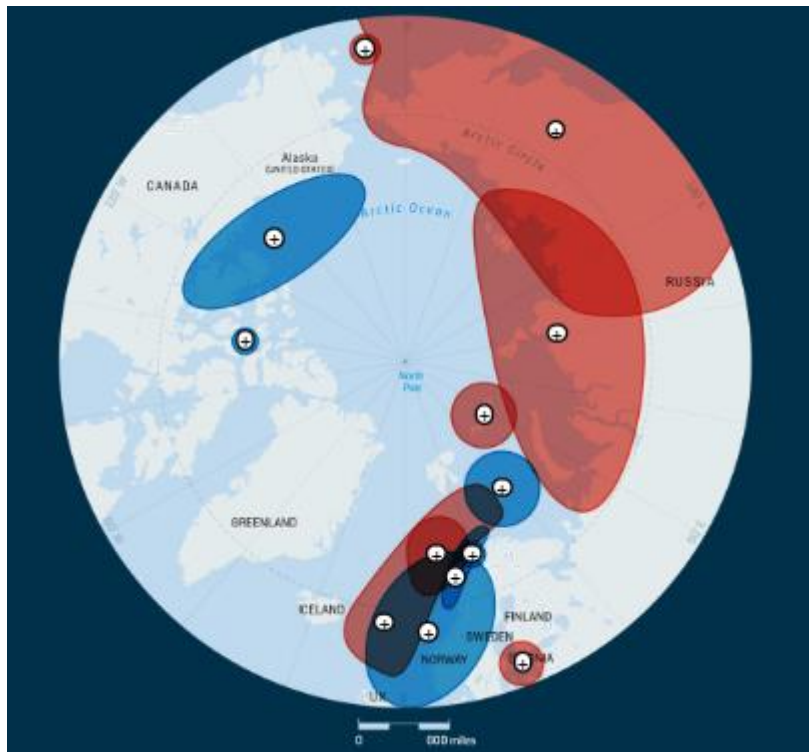 Arctic Circle
Alaska
(UNITED STATES)
CANADA
Arctic Ocean
RUSSIA
North
Pole
GREENLAND
ICELAND
FINLAND
SWEDEN
NORWAY
UK
0
600 miles